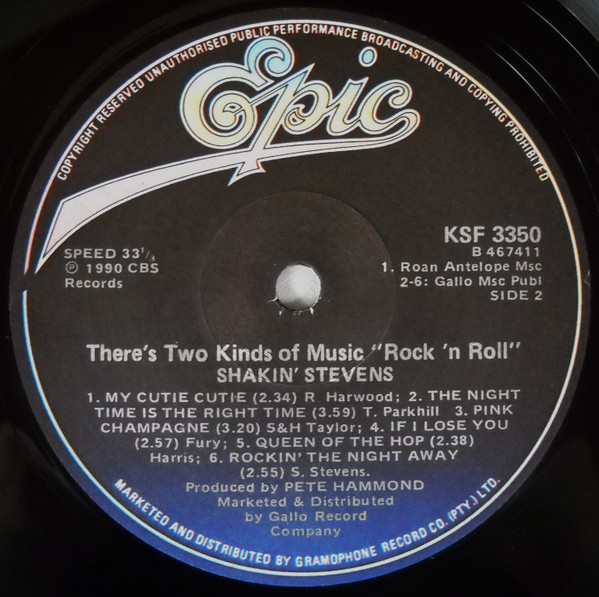 COPYRIGHT RESERVED UNAUTHORISED PUBLIC PERFORMANCE BROADCASTING AND COPYING PROHIBITED
Epic
KSF 3350
B 467411
SPEED 33⅓
℗ 1990 CBS
Records
1. Roan Antelope Msc
2-6: Gallo Msc Publ
SIDE 2
There's Two Kinds of Music "Rock 'n Roll"
SHAKIN' STEVENS
1. MY CUTIE CUTIE (2.34) R. Harwood; 2. THE NIGHT
TIME IS THE RIGHT TIME (3.59) T. Parkhill 3. PINK
CHAMPAGNE (3.20) S&H Taylor; 4. IF I LOSE YOU
(2.57) Fury; 5. QUEEN OF THE HOP (2.38)
Harris; 6. ROCKIN' THE NIGHT AWAY
(2.55) S. Stevens.
Produced by PETE HAMMOND
Marketed & Distributed
by Gallo Record
Company
MARKETED AND DISTRIBUTED BY GRAMOPHONE RECORD CO. (PTY.) LTD.